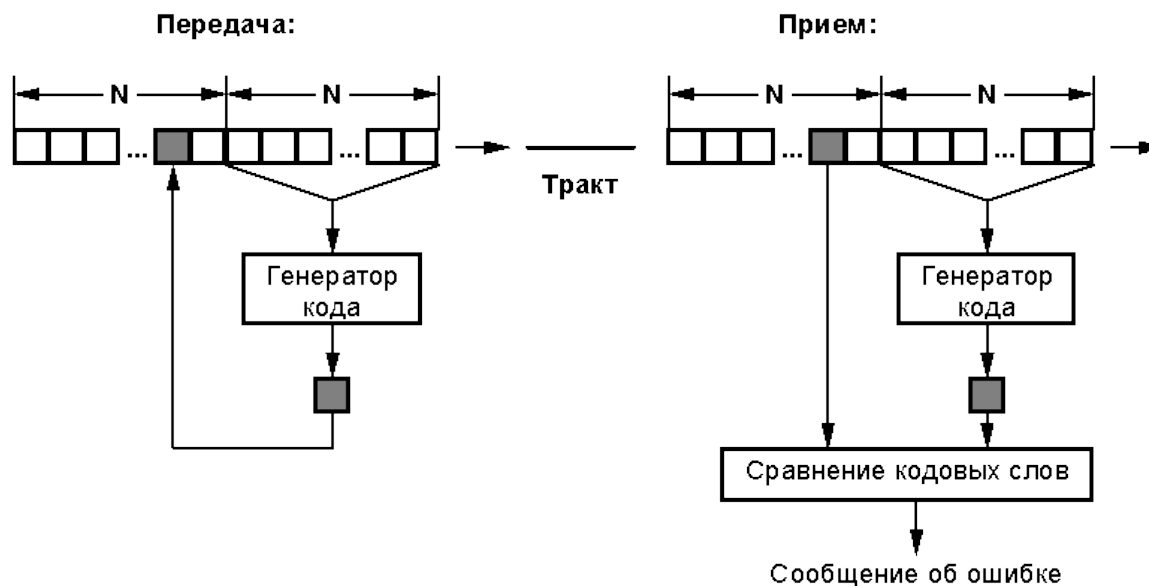 Передача:
Прием:
N N N N
... ... ... ...
Тракт
Генератор
кода
Генератор
кода
Сравнение кодовых слов
Сообщение об ошибке